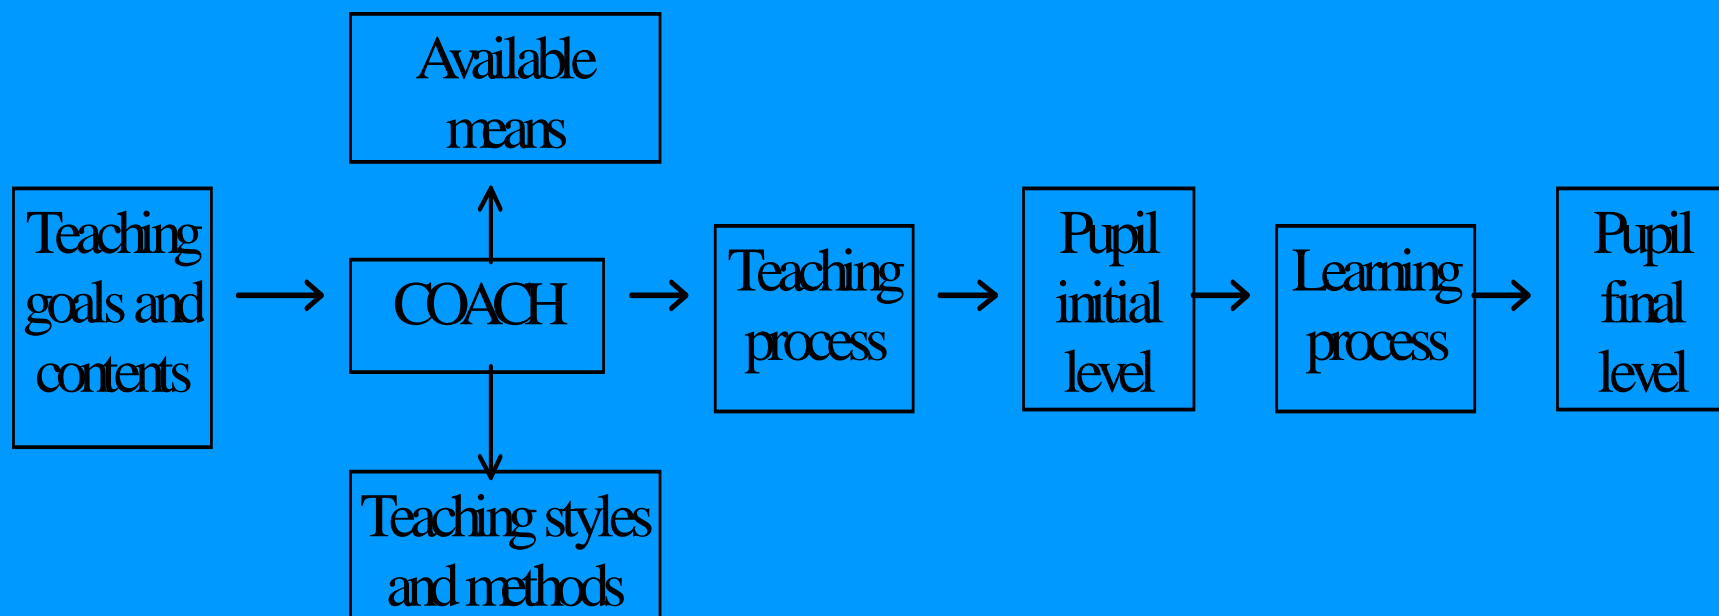 Available
means
Teaching
goals and
contents
COACH
Teaching
process
Pupil
initial
level
Learning
process
Pupil
final
level
Teaching styles
and methods